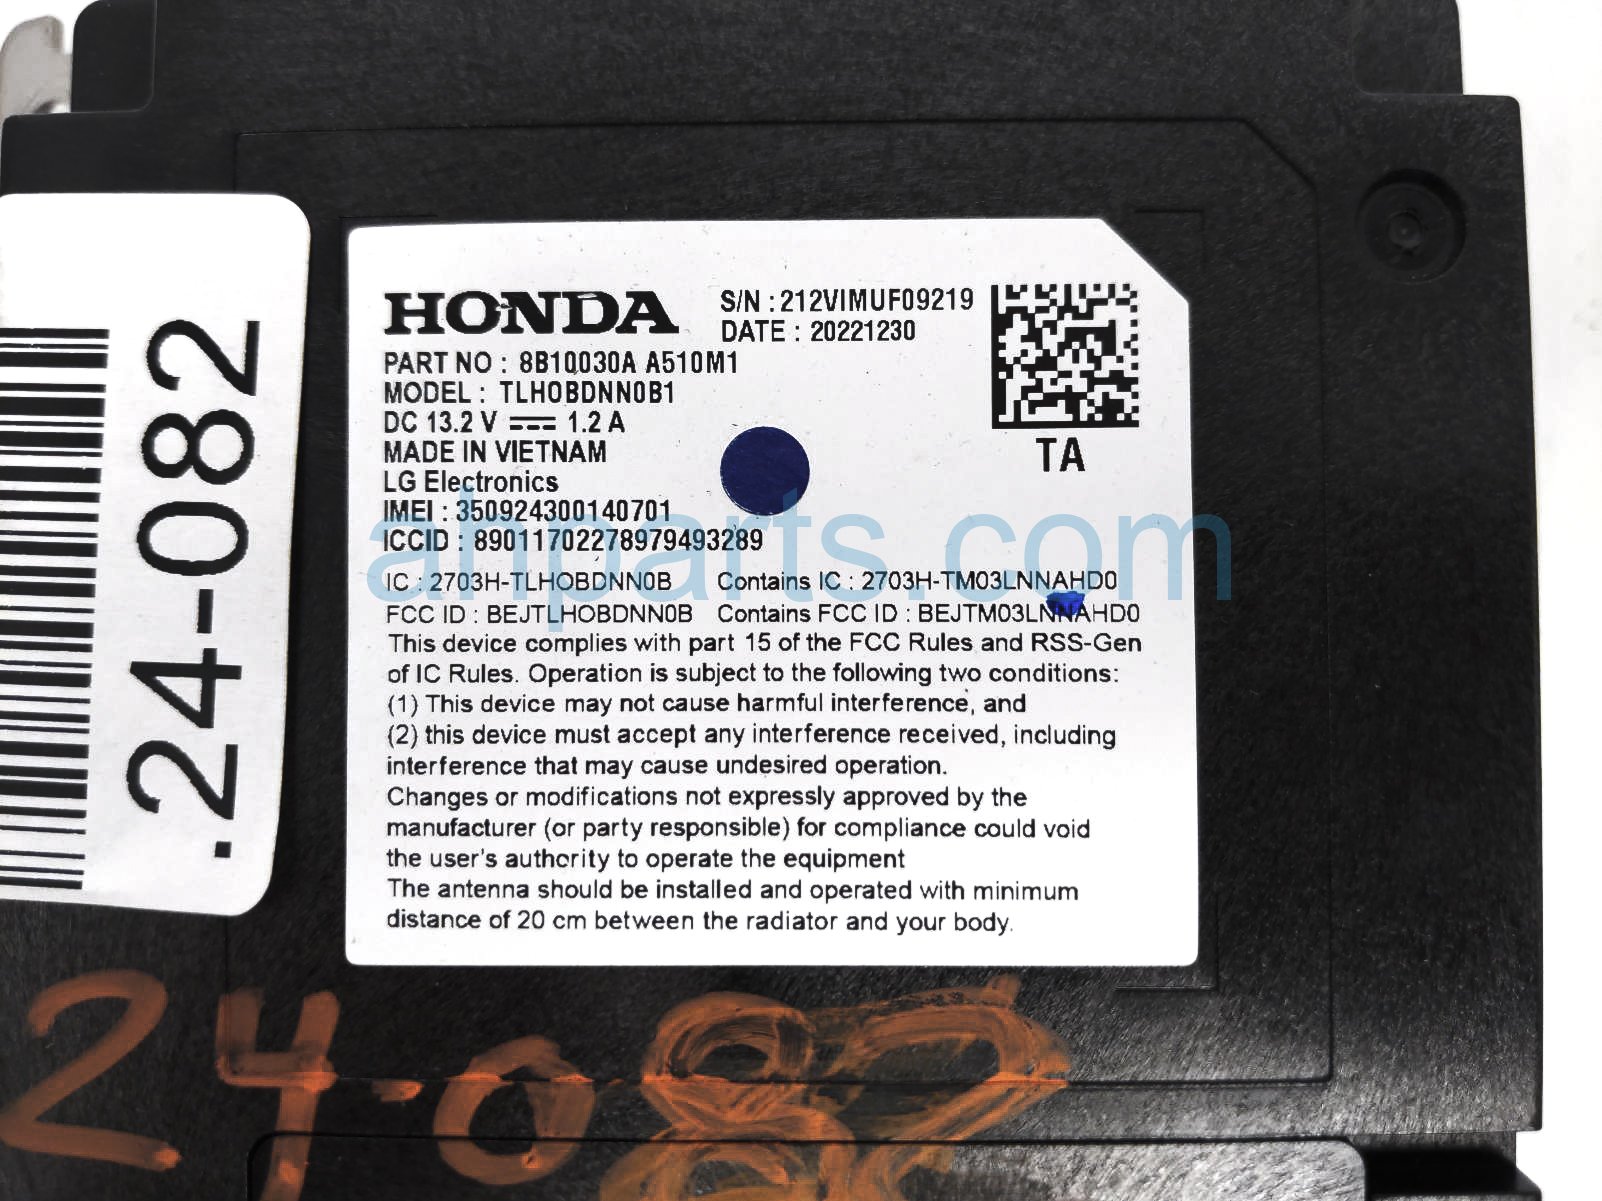 HONDA
S/N : 212VIMUF09219
DATE : 20221230
PART NO : 8B10030A A510M1
MODEL : TLHOBDNN0B1
DC 13.2 V ⎓ 1.2 A
MADE IN VIETNAM
LG Electronics
IMEI : 350924300140701
ICCID : 89011702278979493289
TA
IC : 2703H-TLHOBDNN0B Contains IC : 2703H-TM03LNNAHD0
FCC ID : BEJTLHOBDNN0B Contains FCC ID : BEJTM03LNNAHD0
This device complies with part 15 of the FCC Rules and RSS-Gen
of IC Rules. Operation is subject to the following two conditions:
(1) This device may not cause harmful interference, and
(2) this device must accept any interference received, including
interference that may cause undesired operation.
Changes or modifications not expressly approved by the
manufacturer (or party responsible) for compliance could void
the user's authority to operate the equipment
The antenna should be installed and operated with minimum
distance of 20 cm between the radiator and your body.
.24-082
24-082
ahparts.com